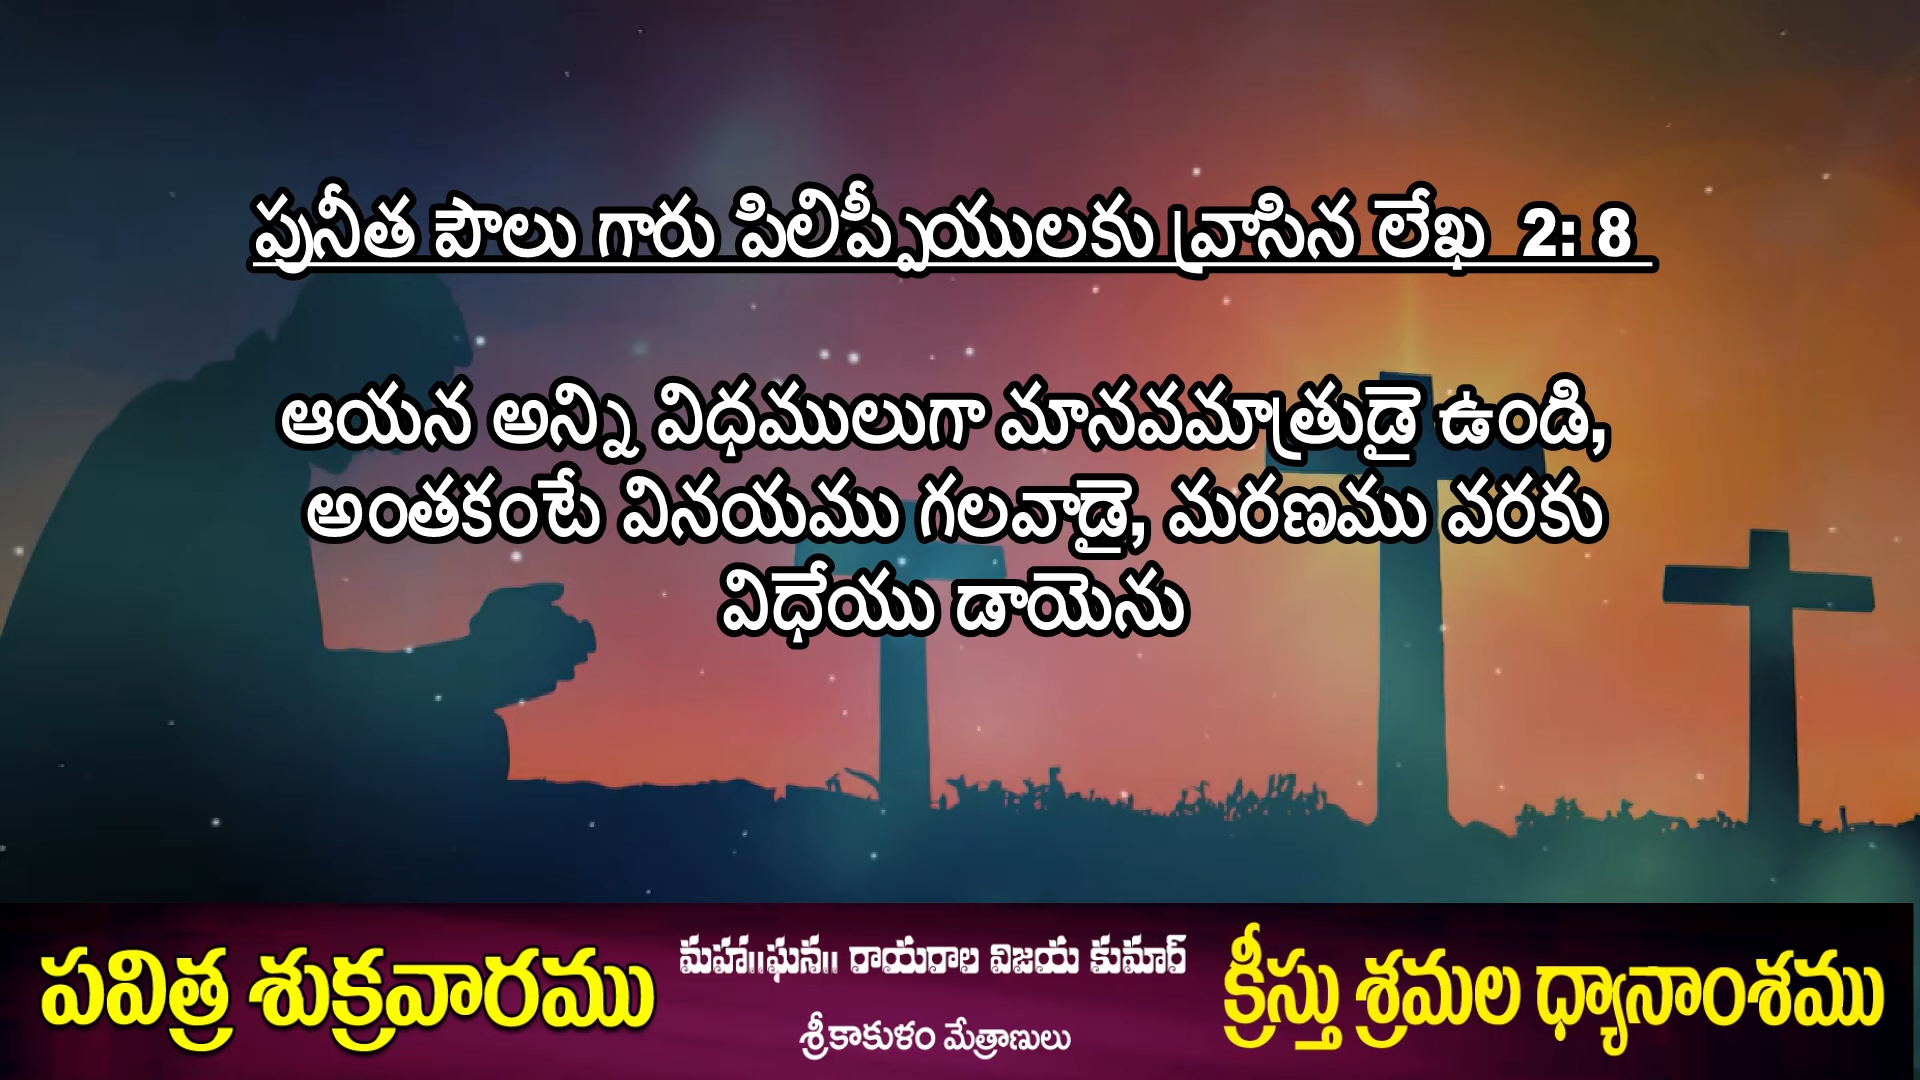 పునీత పౌలు గారు పిలిప్పీయులకు వ్రాసిన లేఖ 2: 8
ఆయన అన్ని విధములుగా మానవమాత్రుడై ఉండి,
అంతకంటే వినయము గలవాడై, మరణము వరకు
విధేయు డాయెను
పవిత్ర శుక్రవారము
మహా॥ఘన॥ రాయరాల విజయ కుమార్
శ్రీకాకుళం మేత్రాణులు
క్రీస్తు శ్రమల ధ్యానాంశము